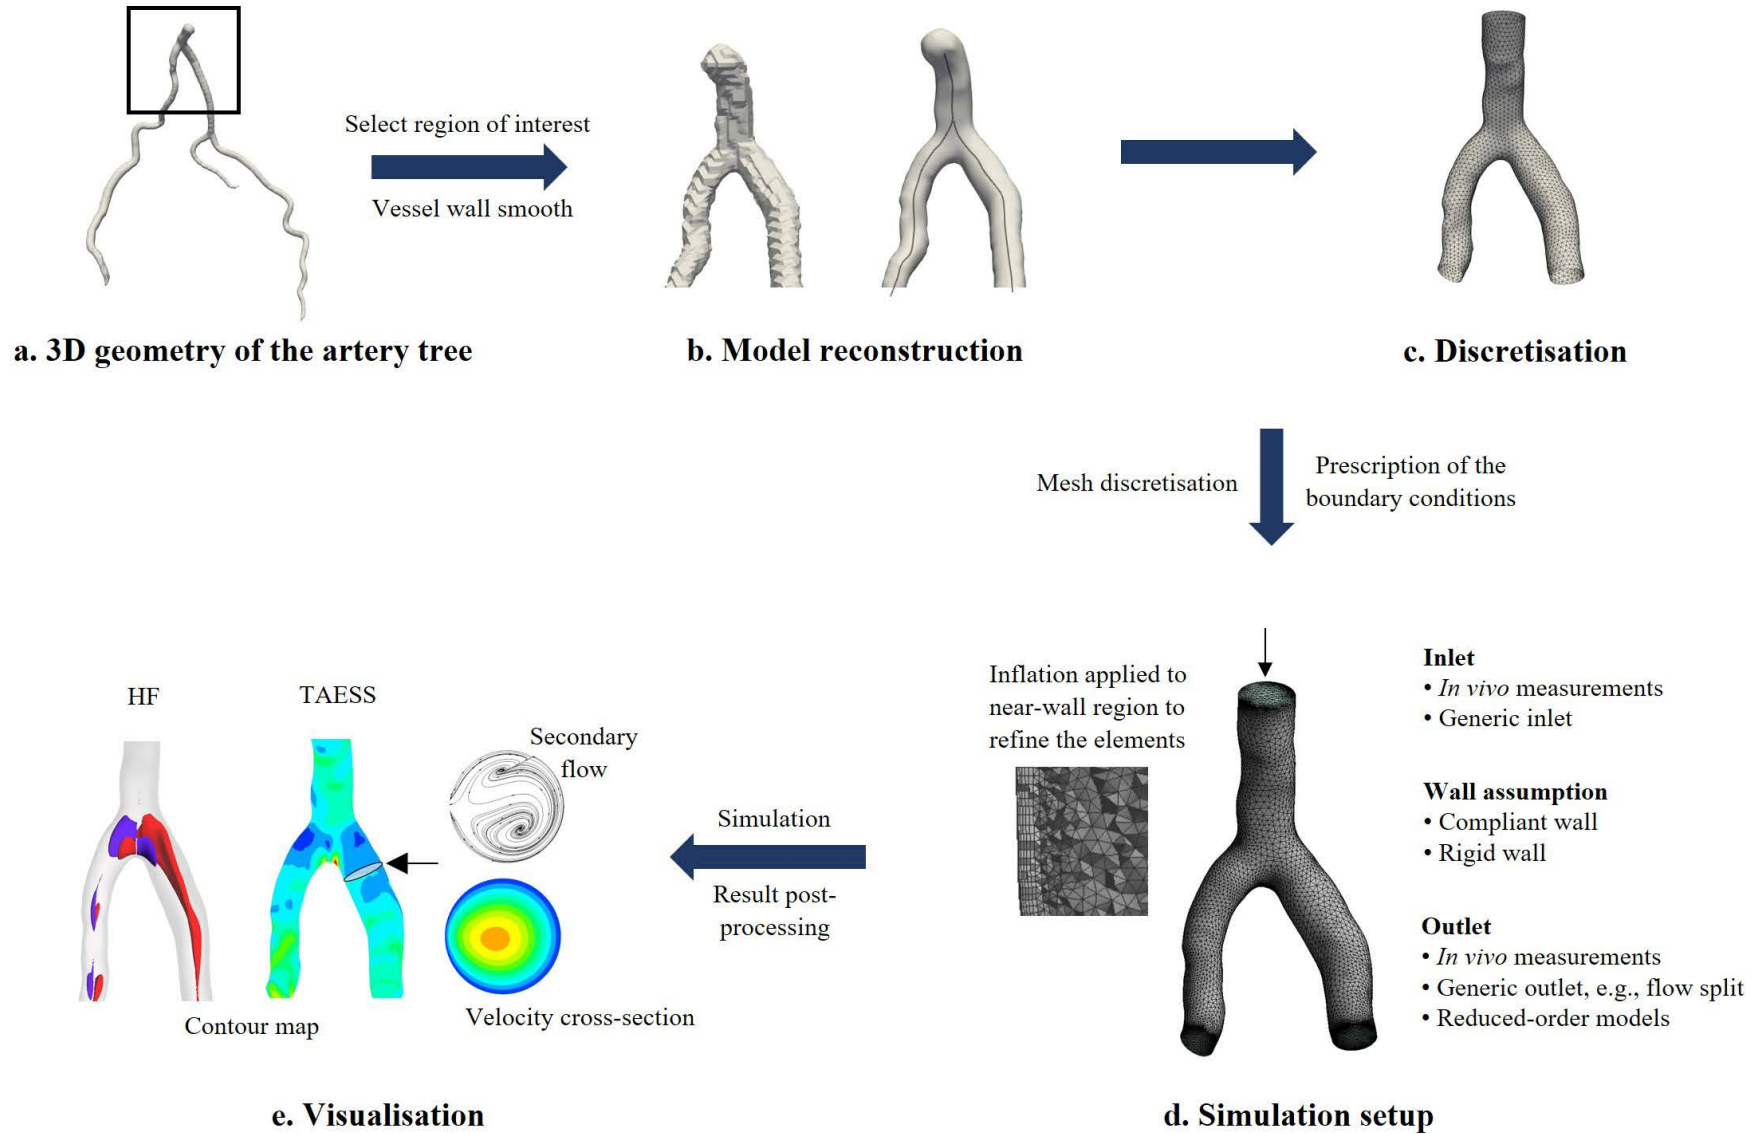 Select region of interest
Vessel wall smooth
a. 3D geometry of the artery tree
b. Model reconstruction
c. Discretisation
Mesh discretisation
Prescription of the
boundary conditions
Inflation applied to
near-wall region to
refine the elements
Inlet
• In vivo measurements
• Generic inlet
Wall assumption
• Compliant wall
• Rigid wall
Outlet
• In vivo measurements
• Generic outlet, e.g., flow split
• Reduced-order models
d. Simulation setup
Simulation
Result post-
processing
HF
TAESS
Secondary
flow
Contour map
Velocity cross-section
e. Visualisation